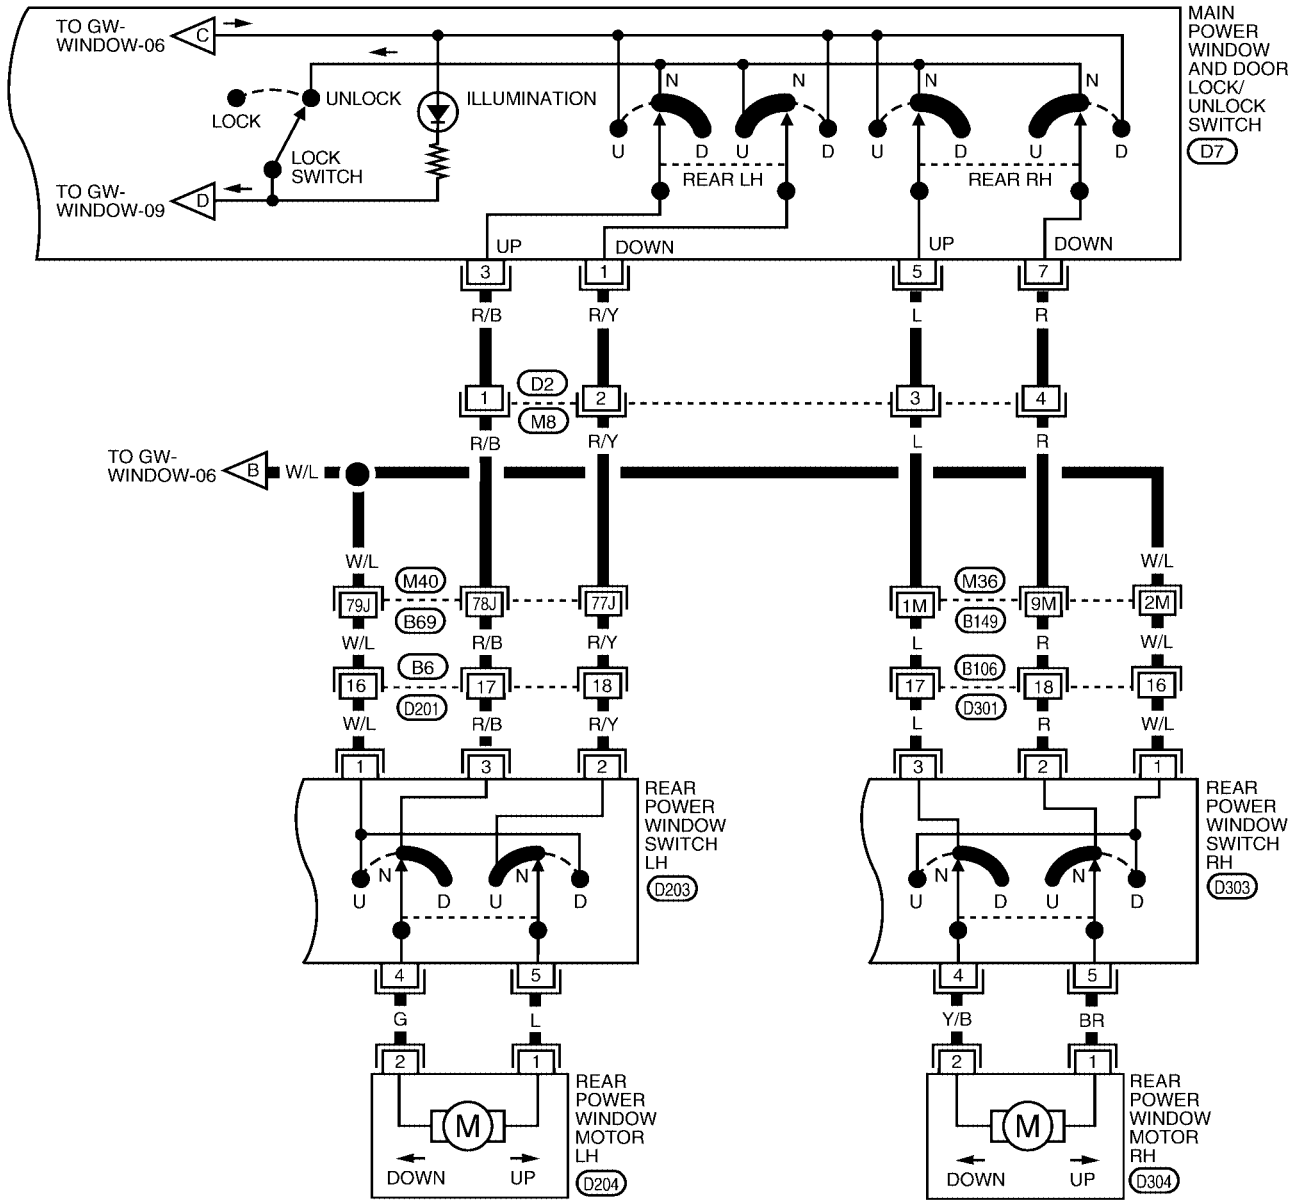 TO GW-
WINDOW-06
C
MAIN
POWER
WINDOW
AND DOOR
LOCK/
UNLOCK
SWITCH
D7
LOCK
UNLOCK
ILLUMINATION
LOCK
SWITCH
N
N
N
N
U
D
U
D
U
D
U
D
REAR LH
REAR RH
TO GW-
WINDOW-09
D
UP
DOWN
UP
DOWN
3
1
5
7
R/B
R/Y
L
R
D2
1
2
3
4
M8
R/B
R/Y
L
R
TO GW-
WINDOW-06
B
W/L
W/L
W/L
M40
M36
79J
78J
77J
1M
9M
2M
B69
B149
W/L
R/B
R/Y
L
R
W/L
B6
B106
16
17
18
17
18
16
D201
D301
W/L
R/B
R/Y
L
R
W/L
1
3
2
3
2
1
REAR
POWER
WINDOW
SWITCH
LH
D203
REAR
POWER
WINDOW
SWITCH
RH
D303
N
N
N
N
U
D
U
D
U
D
U
D
4
5
4
5
G
L
Y/B
BR
2
1
2
1
REAR
POWER
WINDOW
MOTOR
LH
D204
REAR
POWER
WINDOW
MOTOR
RH
D304
M
M
DOWN
UP
DOWN
UP